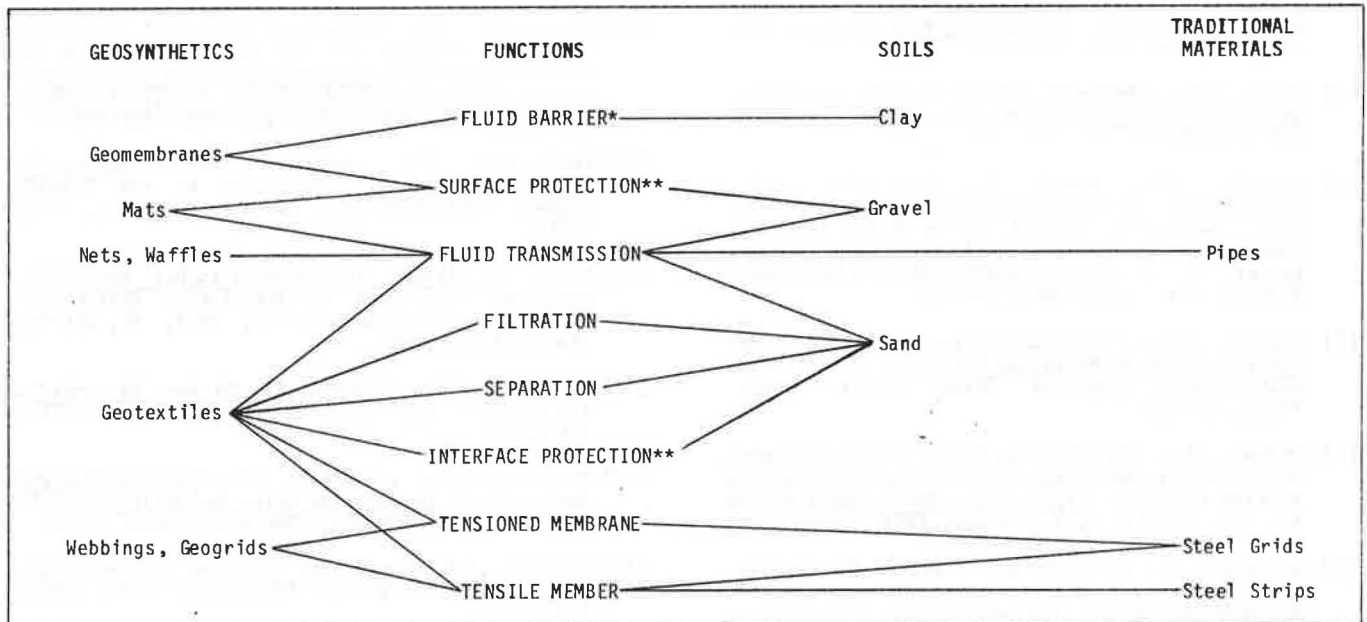 GEOSYNTHETICS FUNCTIONS SOILS TRADITIONAL
MATERIALS
FLUID BARRIER* Clay
Geomembranes
SURFACE PROTECTION**
Mats Gravel
Nets, Waffles FLUID TRANSMISSION Pipes
FILTRATION
Sand
SEPARATION
Geotextiles
INTERFACE PROTECTION**
TENSIONED MEMBRANE
Webbings, Geogrids Steel Grids
TENSILE MEMBER Steel Strips